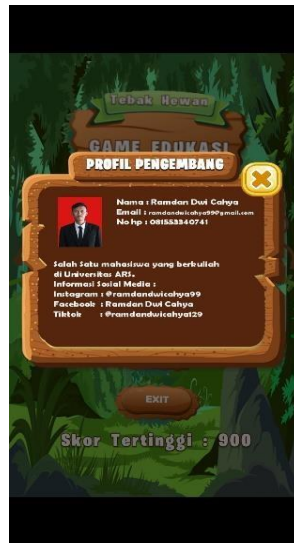 Tebak Hewan
GAME EDUKASI
PROFIL PENGEMBANG
Nama : Ramdan Dwi Cahya
Email : ramdandwicahya99@gmail.com
No hp : 081553340741
Salah Satu mahasiswa yang berkuliah
di Universitas ARS.
Informasi Sosial Media :
Instagram : @ramdandwicahya99
Facebook : Ramdan Dwi Cahya
Tiktok : @ramdandwicahya129
EXIT
Skor Tertinggi : 900